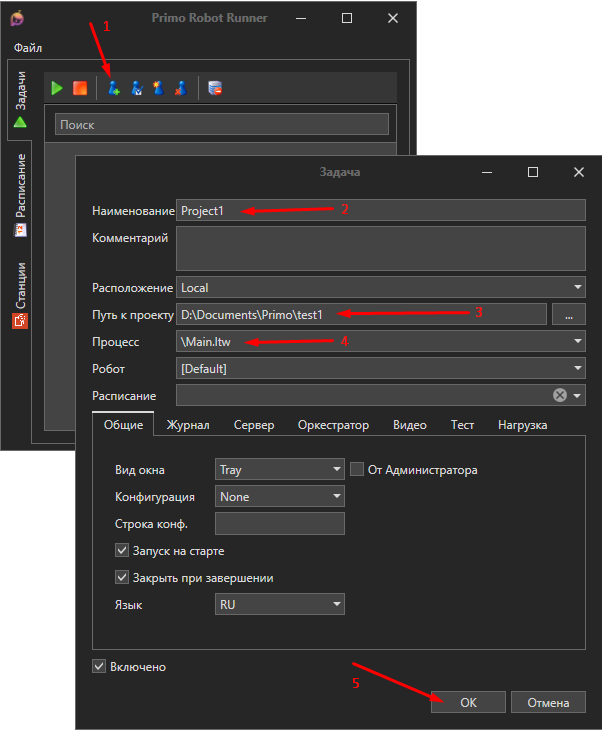 Primo Robot Runner
1
Файл
Задачи
Поиск
Расписание
Станции
Задача
Наименование Project1 2
Комментарий
Расположение Local
Путь к проекту D:\Documents\Primo\test1 3 ...
Процесс \Main.ltw 4
Робот [Default]
Расписание
Общие Журнал Сервер Оркестратор Видео Тест Нагрузка
Вид окна Tray От Администратора
Конфигурация None
Строка конф.
Запуск на старте
Закрыть при завершении
Язык RU
Включено
5
OK Отмена